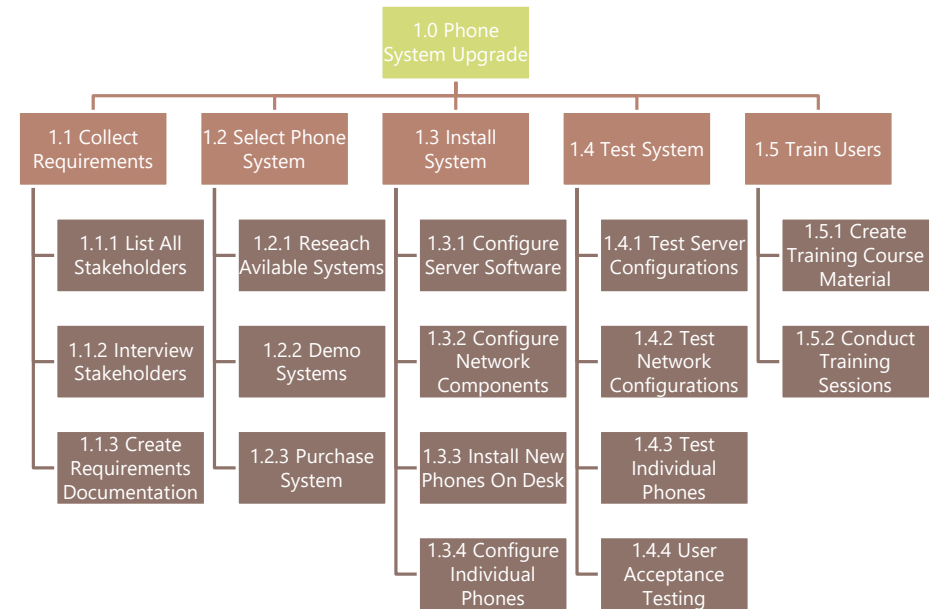 1.0 Phone
System Upgrade
1.1 Collect
Requirements
1.2 Select Phone
System
1.3 Install
System
1.4 Test System
1.5 Train Users
1.1.1 List All
Stakeholders
1.1.2 Interview
Stakeholders
1.1.3 Create
Requirements
Documentation
1.2.1 Reseach
Avilable Systems
1.2.2 Demo
Systems
1.2.3 Purchase
System
1.3.1 Configure
Server Software
1.3.2 Configure
Network
Components
1.3.3 Install New
Phones On Desk
1.3.4 Configure
Individual
Phones
1.4.1 Test Server
Configurations
1.4.2 Test
Network
Configurations
1.4.3 Test
Individual
Phones
1.4.4 User
Acceptance
Testing
1.5.1 Create
Training Course
Material
1.5.2 Conduct
Training
Sessions